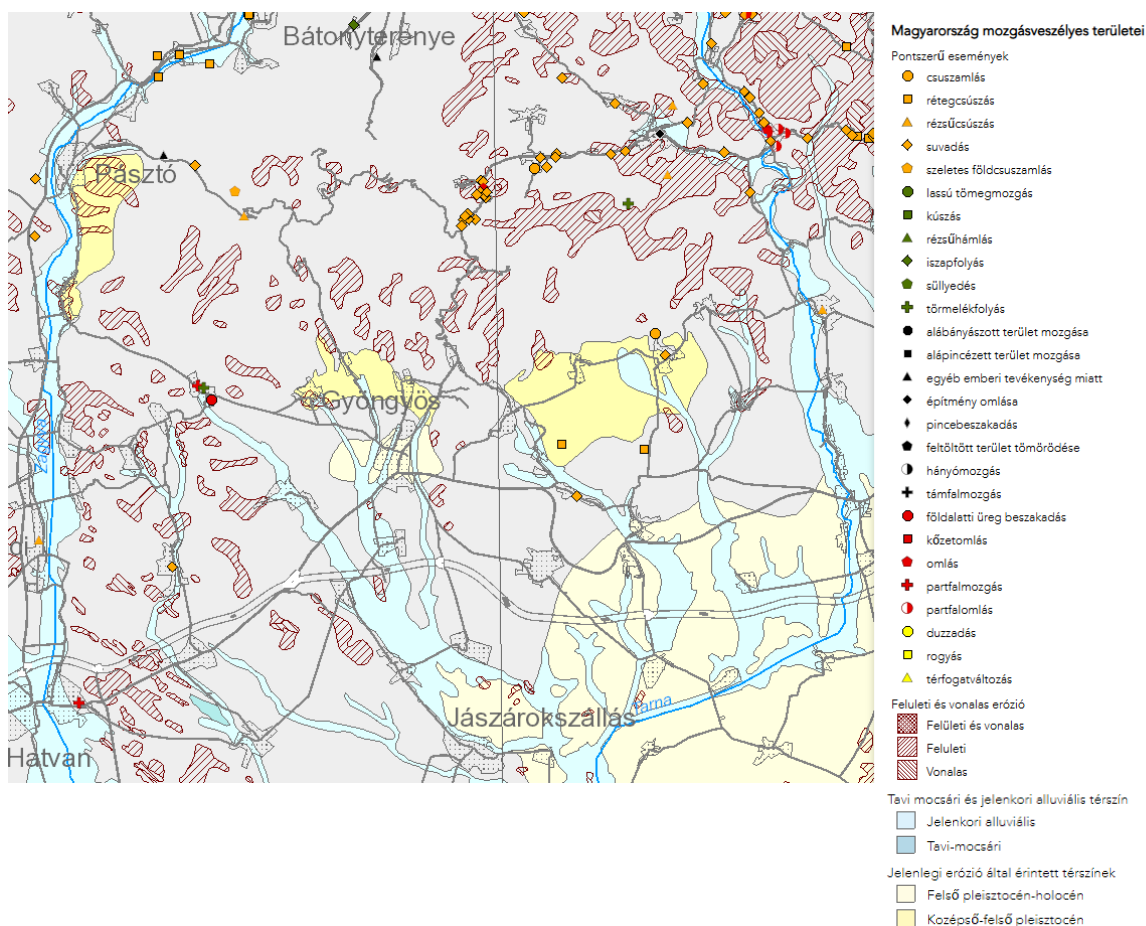 Bátonyterenye
Pásztó
Gyöngyös
Zagyva
di
Jászárokszállás
Tarna
Hatvan
Magyarország mozgásveszélyes területei
Pontszerű események
csuszamlás
rétegcsúszás
rézsűcsúszás
suvadás
szeletes földcsuszamlás
lassú tömegmozgás
kúszás
rézsűhámlás
iszapfolyás
süllyedés
törmelékfolyás
alábányászott terület mozgása
alápincézett terület mozgása
egyéb emberi tevékenység miatt
építmény omlása
pincebeszakadás
feltöltött terület tömörödése
hányómozgás
támfalmozgás
földalatti üreg beszakadás
kőzetomlás
omlás
partfalmozgás
partfalomlás
duzzadás
rogyás
térfogatváltozás
Feluleti és vonalas erózió
Felületi és vonalas
Feluleti
Vonalas
Tavi mocsári és jelenkori alluviális térszín
Jelenkori alluviális
Tavi-mocsári
Jelenlegi erózió által érintett térszínek
Felső pleisztocén-holocén
Kozépső-felső pleisztocén